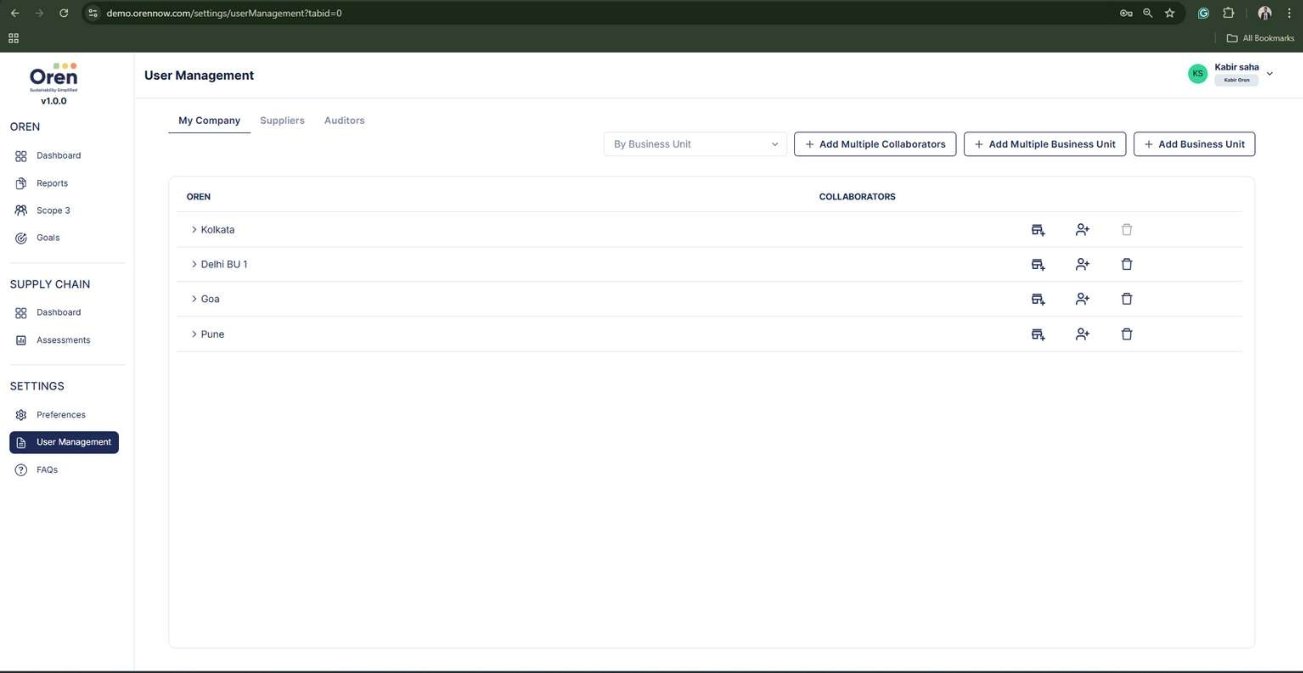 demo.orennow.com/settings/userManagement?tabid=0
All Bookmarks
Oren
Sustainability Simplified
v1.0.0
User Management
KS
Kabir saha
Kabir Oren
OREN
Dashboard
Reports
Scope 3
Goals
SUPPLY CHAIN
Dashboard
Assessments
SETTINGS
Preferences
User Management
FAQs
My Company Suppliers Auditors
By Business Unit + Add Multiple Collaborators + Add Multiple Business Unit + Add Business Unit
OREN COLLABORATORS
Kolkata
Delhi BU 1
Goa
Pune